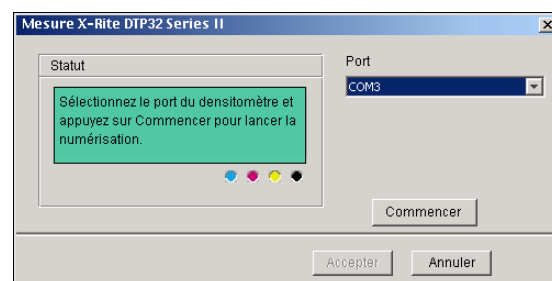 Mesure X-Rite DTP32 Series II
Statut
Sélectionnez le port du densitomètre et
appuyez sur Commencer pour lancer la
numérisation.
Port
COM3
Commencer
Accepter
Annuler